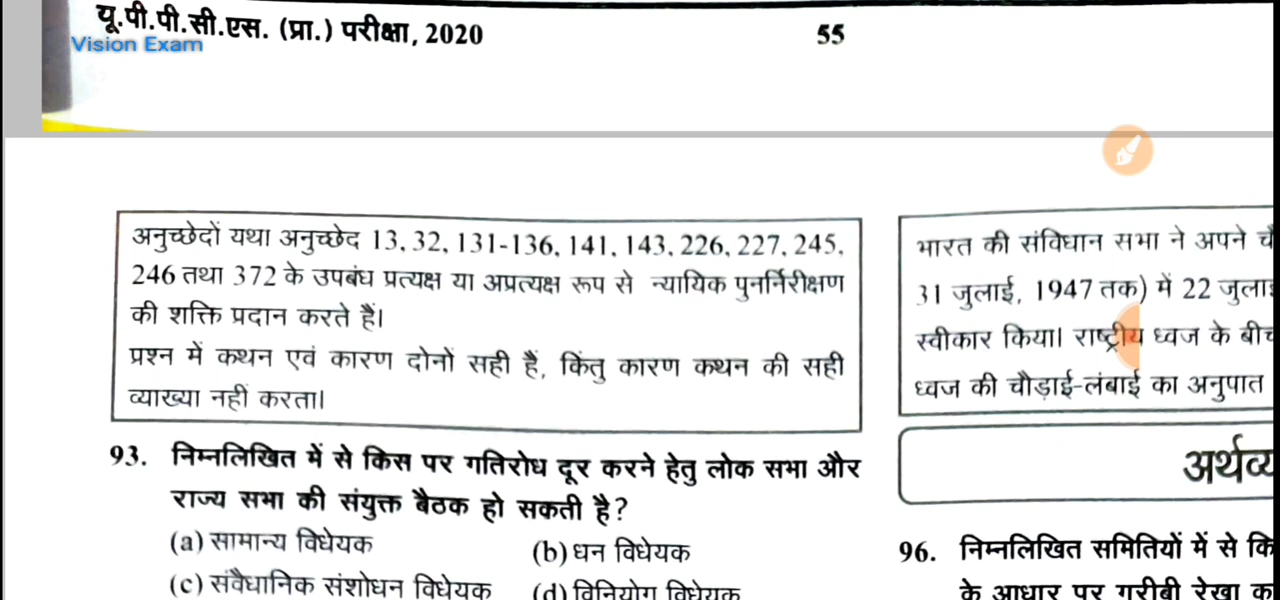 यू.पी.पी.सी.एस. (प्रा.) परीक्षा, 2020
55
Vision Exam
अनुच्छेदों यथा अनुच्छेद 13, 32, 131-136, 141, 143, 226, 227, 245,
246 तथा 372 के उपबंध प्रत्यक्ष या अप्रत्यक्ष रूप से न्यायिक पुनर्निरीक्षण
की शक्ति प्रदान करते हैं।
प्रश्न में कथन एवं कारण दोनों सही हैं, किंतु कारण कथन की सही
व्याख्या नहीं करता।
93. निम्नलिखित में से किस पर गतिरोध दूर करने हेतु लोक सभा और
राज्य सभा की संयुक्त बैठक हो सकती है?
(a) सामान्य विधेयक
(b) धन विधेयक
(c) संवैधानिक संशोधन विधेयक
(d) विनियोग विधेयक
भारत की संविधान सभा ने अपने
31 जुलाई, 1947 तक) में 22
स्वीकार किया। राष्ट्रीय ध्वज के
ध्वज की चौड़ाई-लंबाई का अनुपात
96. निम्नलिखित समितियों में से
के आधार पर गरीबी रेखा